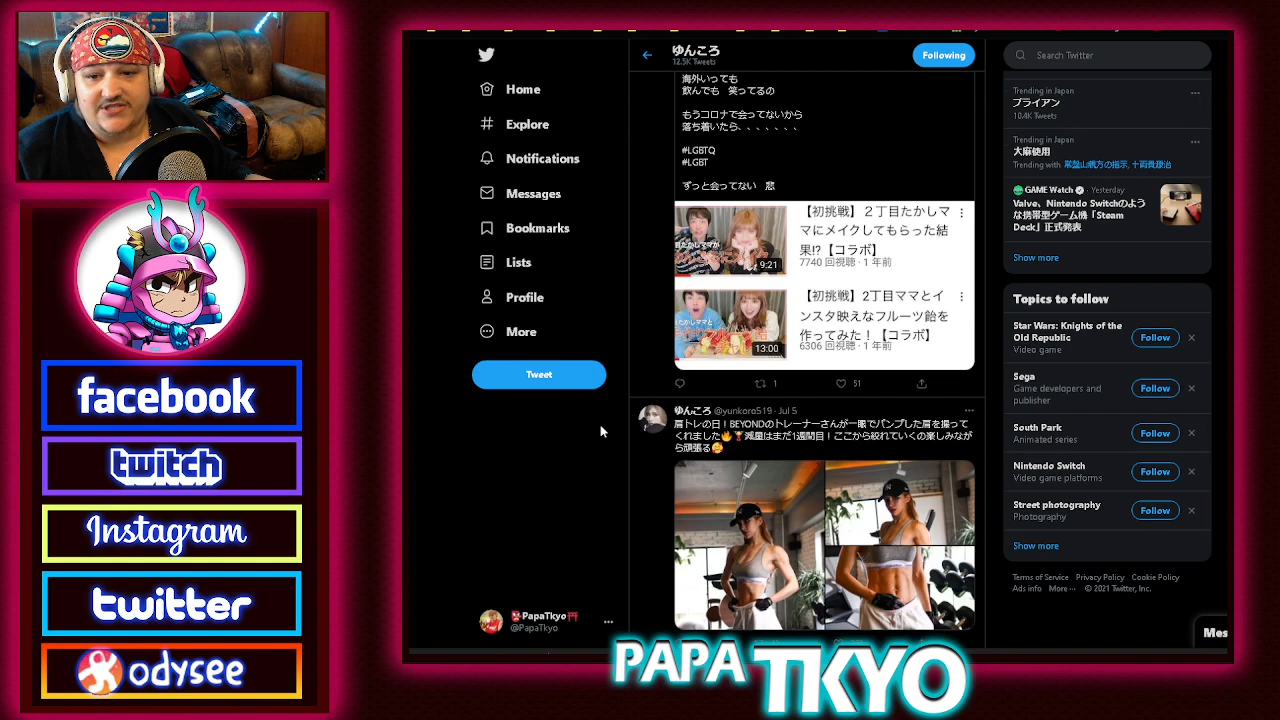 facebook
twitch
Instagram
twitter
odysee
Home
Explore
Notifications
Messages
Bookmarks
Lists
Profile
More
Tweet
PapaTkyo
@PapaTkyo
ゆんころ
12.5K Tweets
Following
海外いっても
飲んでも 笑ってるの
もうコロナで会ってないから
落ち着いたら、、、、、、、
#LGBTQ
#LGBT
ずっと会ってない 悲
【初挑戦】２丁目たかしマ
マにメイクしてもらった結
果!?【コラボ】
7740 回視聴・1 年前
9:21
【初挑戦】2丁目ママとイ
ンスタ映えなフルーツ飴を
作ってみた！【コラボ】
6306 回視聴・1 年前
13:00
1
51
ゆんころ @yunkoro519 · Jul 5
肩トレの日！BEYONDのトレーナーさんが一眼でパンプした肩を撮って
くれました🔥🏋減量はまだ1週間目！ここから絞れていくの楽しみなが
ら頑張る🥰
Search Twitter
Trending in Japan
ブライアン
10.4K Tweets
Trending in Japan
大麻使用
Trending with 常盤山親方の指示, 十両貴源治
GAME Watch · Yesterday
Valve、Nintendo Switchのよう
な携帯型ゲーム機「Steam
Deck」正式発表
Show more
Topics to follow
Star Wars: Knights of the
Old Republic
Video game
Follow
Sega
Game developers and
publisher
Follow
South Park
Animated series
Follow
Nintendo Switch
Video game platforms
Follow
Street photography
Photography
Follow
Show more
Terms of Service Privacy Policy Cookie Policy
Ads info More ··· © 2021 Twitter, Inc.
Mes
PAPA TKYO